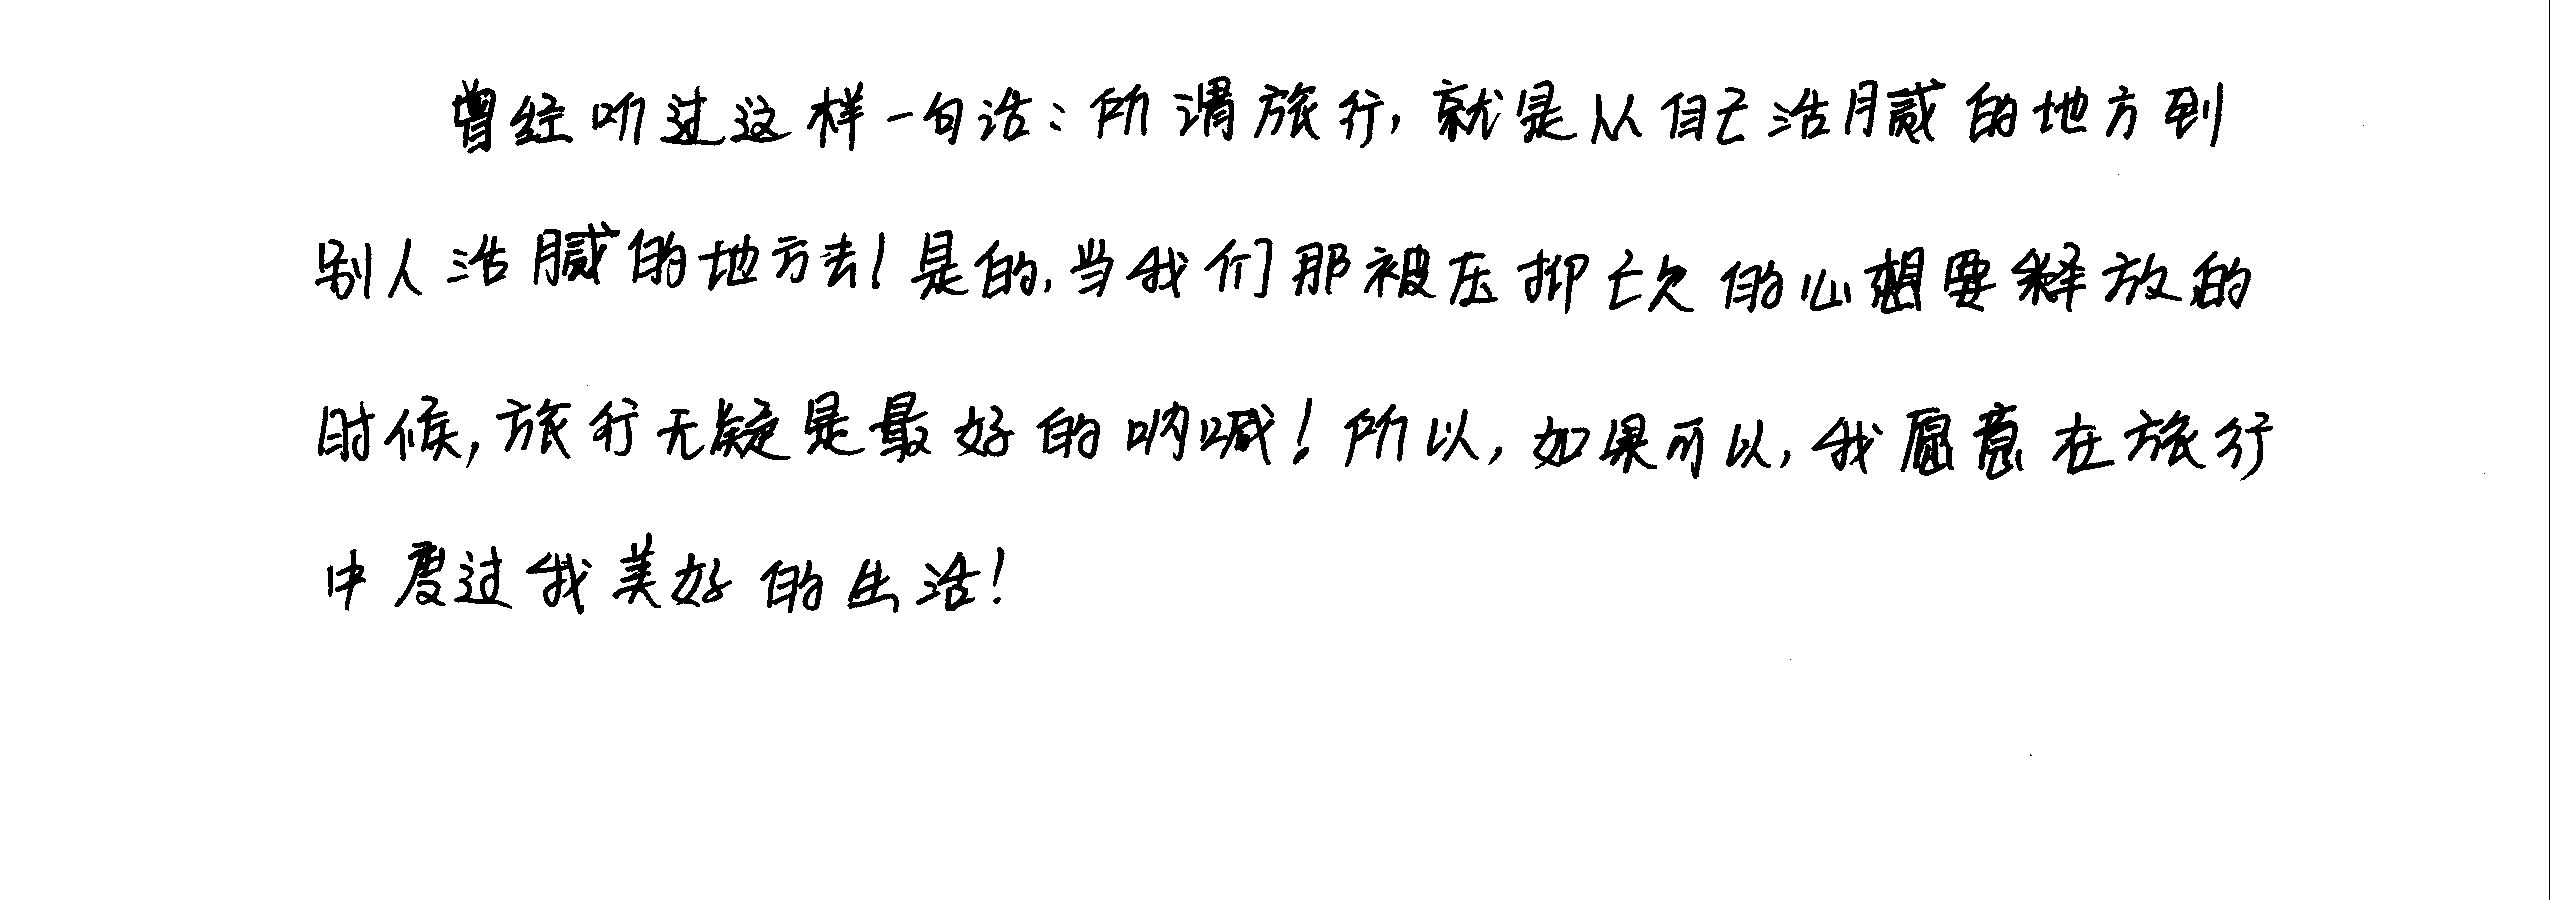 曾经听过这样一句话：所谓旅行，就是从自己活腻的地方到
别人活腻的地方去！是的，当我们那被压抑已久的心想要释放的
时候，旅行无疑是最好的呐喊！所以，如果可以，我愿意在旅行
中度过我美好的生活！